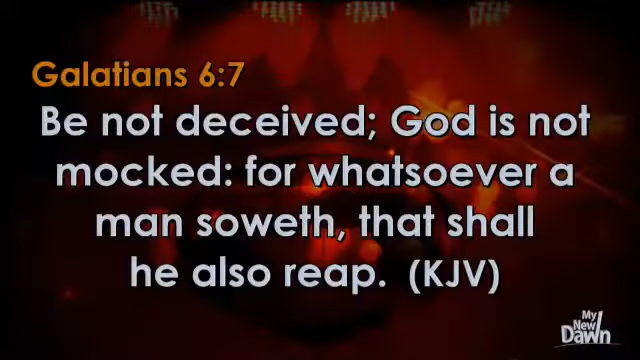 Galatians 6:7
Be not deceived; God is not
mocked: for whatsoever a
man soweth, that shall
he also reap.  (KJV)
My
New
Dawn